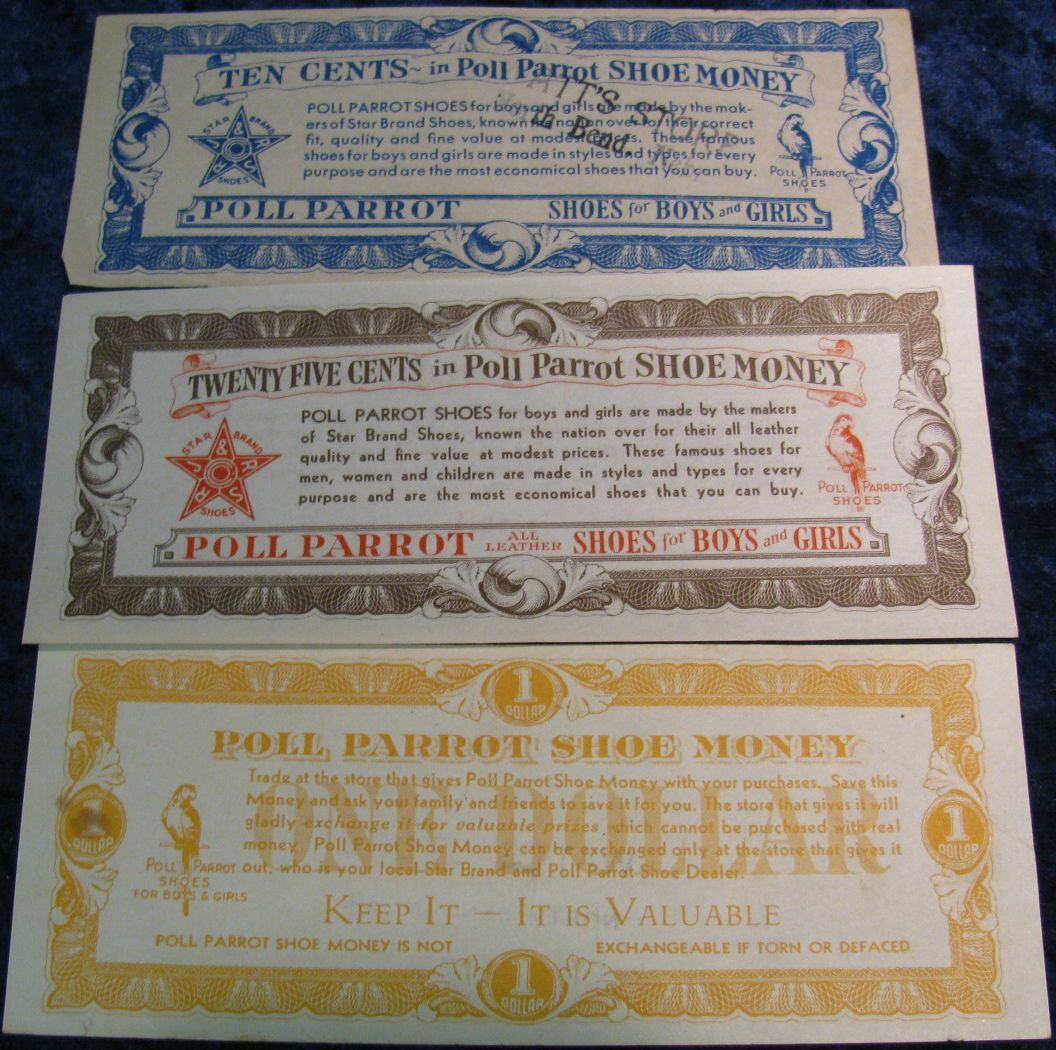 TEN CENTS~ in Poll Parrot SHOE MONEY
POLL PARROT SHOES for boys and girls are made by the mak-
ers of Star Brand Shoes, known the nation over for their correct
fit, quality and fine value at modest prices. These famous
shoes for boys and girls are made in styles and types for every
purpose and are the most economical shoes that you can buy.
STAR BRAND
SHOES
POLL PARROT
SHOES
STORE
Bend,
POLL PARROT SHOES for BOYS and GIRLS
TWENTY FIVE CENTS in Poll Parrot SHOE MONEY
POLL PARROT SHOES for boys and girls are made by the makers
of Star Brand Shoes, known the nation over for their all leather
quality and fine value at modest prices. These famous shoes for
men, women and children are made in styles and types for every
purpose and are the most economical shoes that you can buy.
STAR BRAND
J & R S R
SHOES
POLL PARROT
SHOES
POLL PARROT ALL LEATHER SHOES for BOYS and GIRLS
1 DOLLAR
POLL PARROT SHOE MONEY
Trade at the store that gives Poll Parrot Shoe Money with your purchases. Save this
Money and ask your family and friends to save it for you. The store that gives it will
gladly exchange it for valuable prizes which cannot be purchased with real
money. Poll Parrot Shoe Money can be exchanged only at the store that gives it
out, who is your local Star Brand and Poll Parrot Shoe Dealer.
ONE DOLLAR
1 DOLLAR
1 DOLLAR
POLL PARROT
SHOES
FOR BOYS & GIRLS
KEEP IT — IT IS VALUABLE
POLL PARROT SHOE MONEY IS NOT EXCHANGEABLE IF TORN OR DEFACED
1 DOLLAR